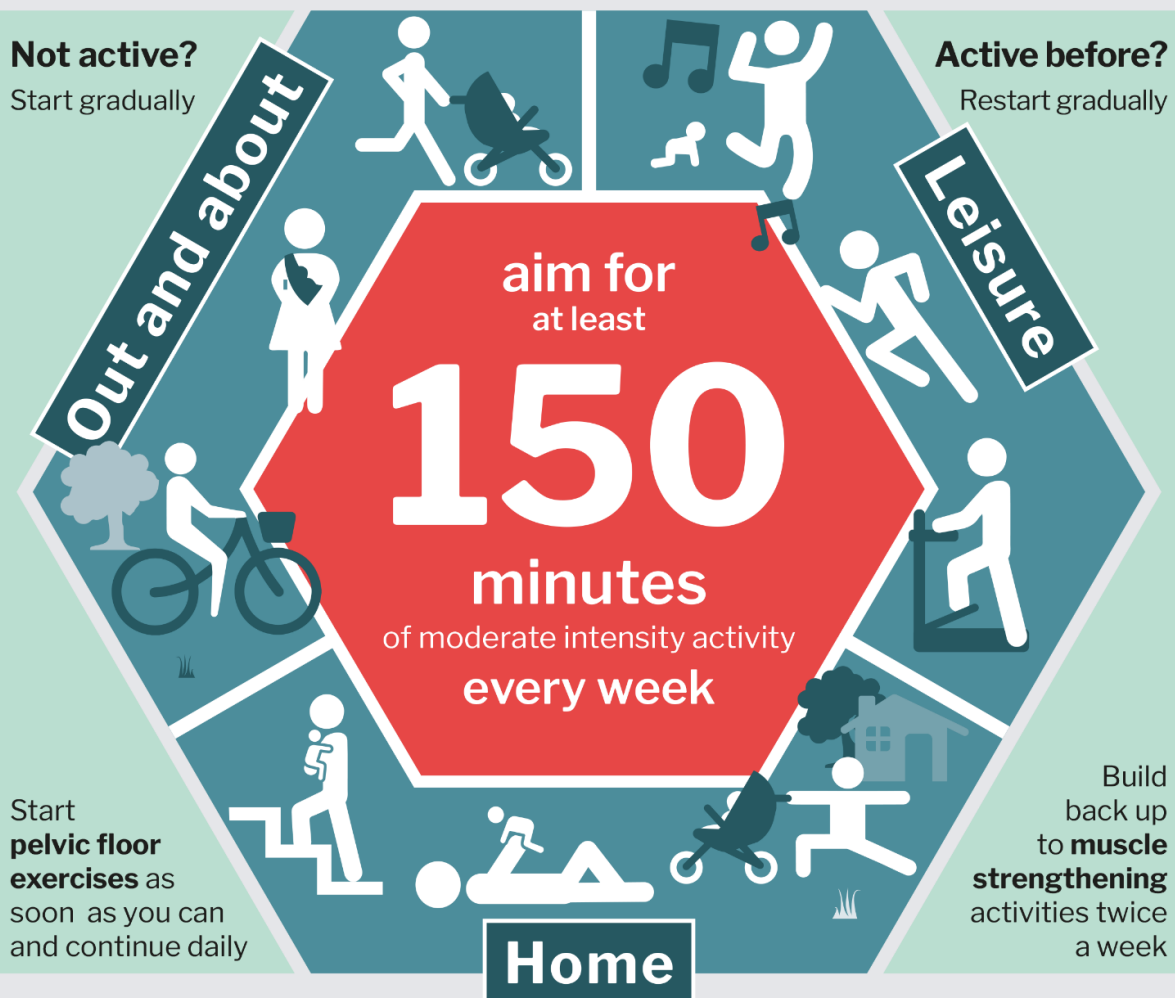 Not active?
Start gradually
Active before?
Restart gradually
Out and about
Leisure
aim for
at least
150
minutes
of moderate intensity activity
every week
Start
pelvic floor
exercises as
soon as you can
and continue daily
Build
back up
to muscle
strengthening
activities twice
a week
Home